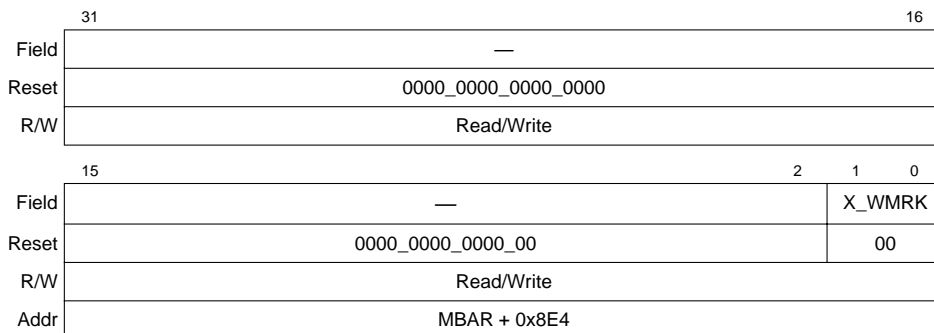 31 16
Field —
Reset 0000_0000_0000_0000
R/W Read/Write
15 2 1 0
Field — X_WMRK
Reset 0000_0000_0000_00 00
R/W Read/Write
Addr MBAR + 0x8E4